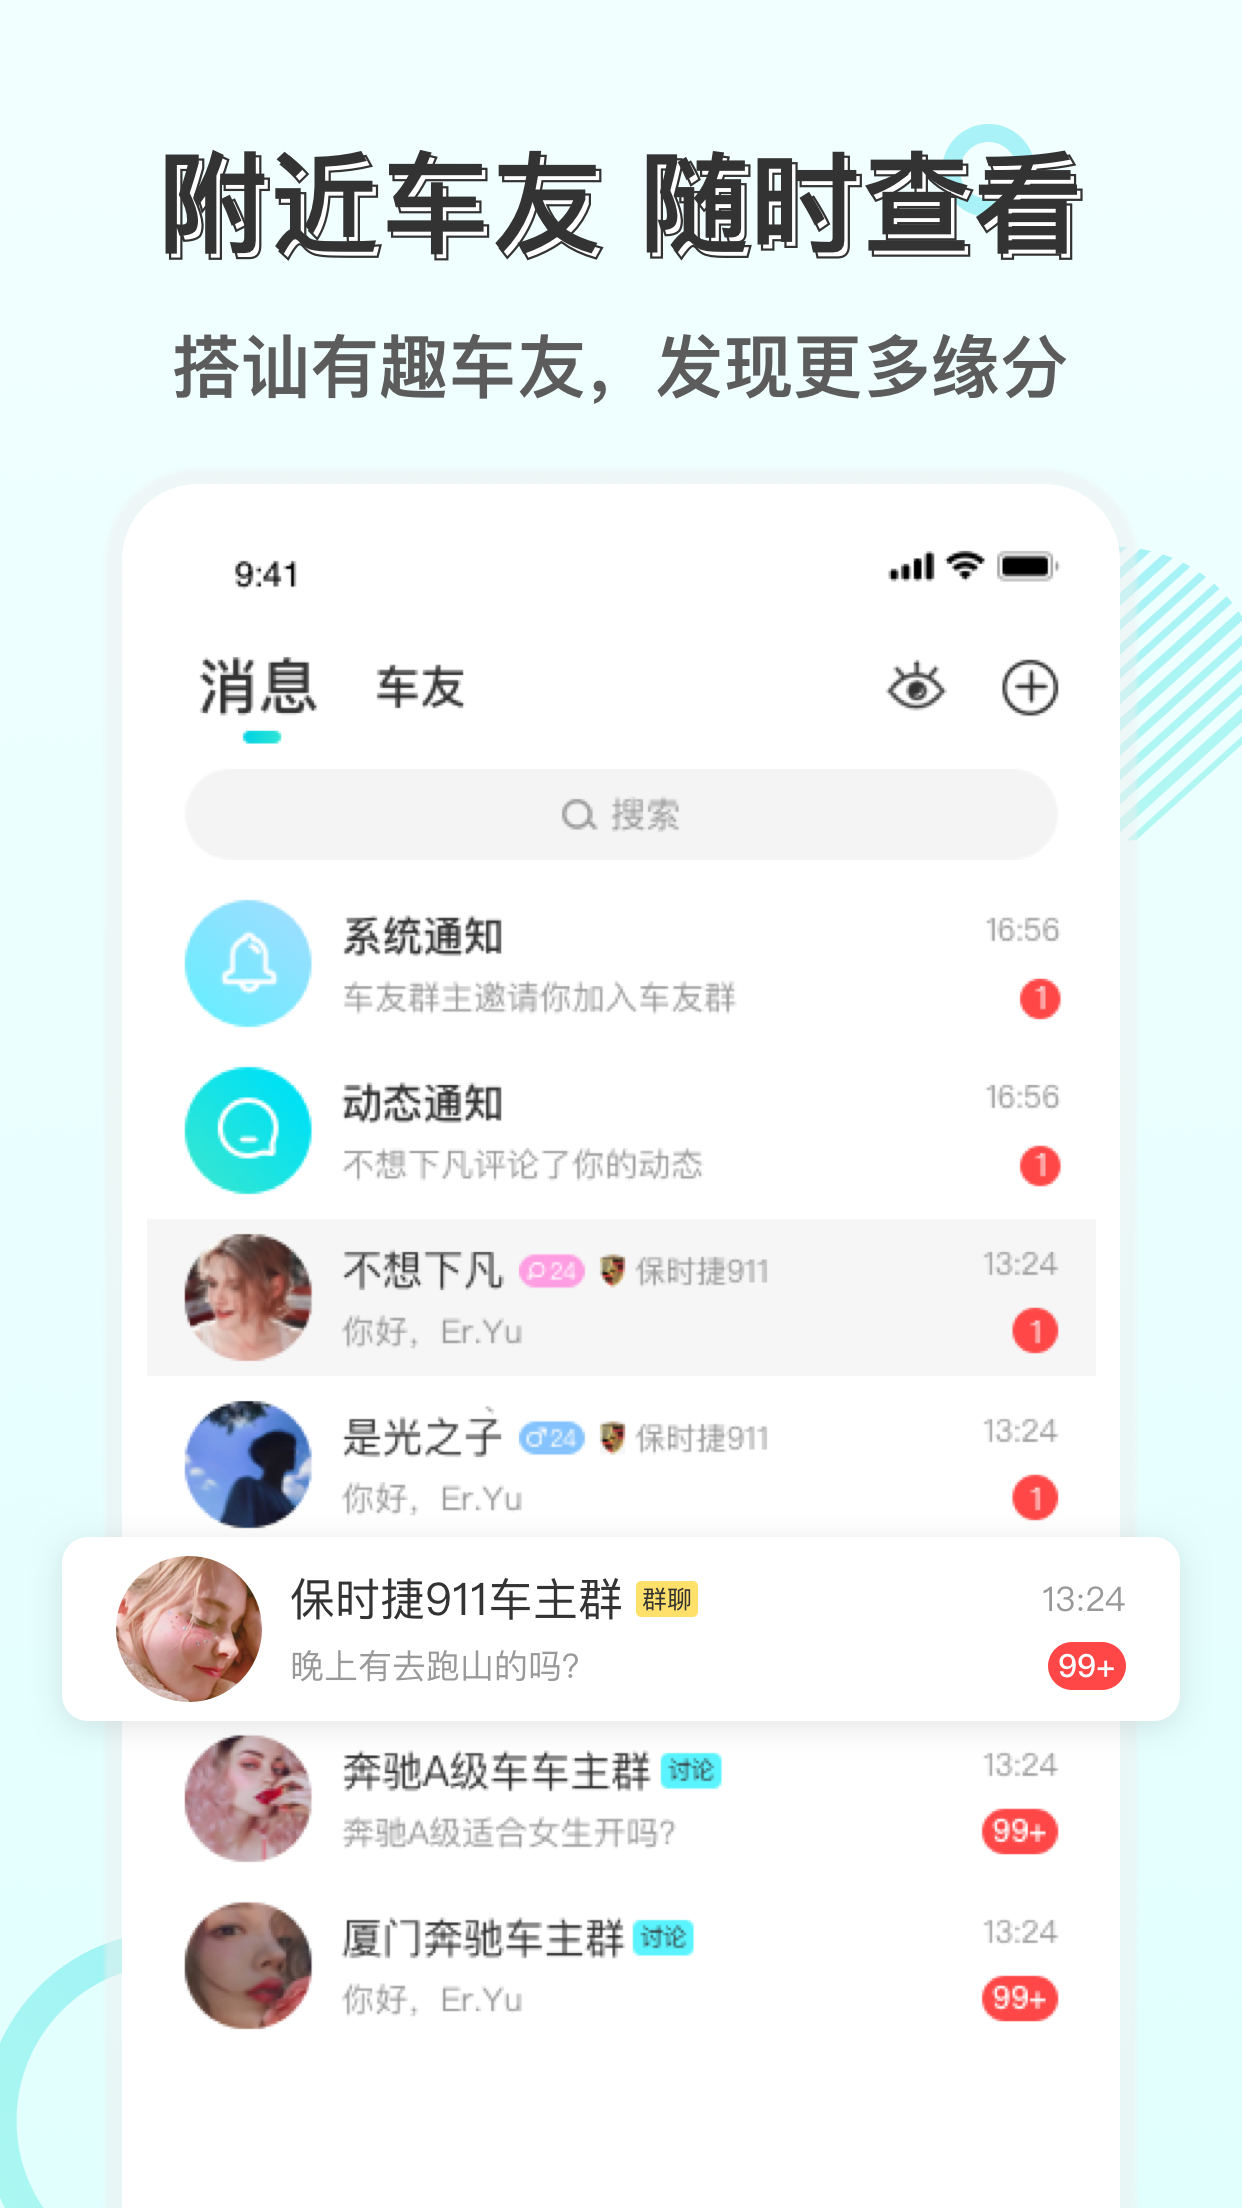 附近车友 随时查看
搭讪有趣车友，发现更多缘分
9:41
消息 车友
搜索
系统通知 16:56
车友群主邀请你加入车友群 1
动态通知 16:56
不想下凡评论了你的动态 1
不想下凡 24 保时捷911 13:24
你好，Er.Yu 1
是光之子 24 保时捷911 13:24
你好，Er.Yu 1
保时捷911车主群 群聊 13:24
晚上有去跑山的吗? 99+
奔驰A级车车主群 讨论 13:24
奔驰A级适合女生开吗? 99+
厦门奔驰车主群 讨论 13:24
你好，Er.Yu 99+